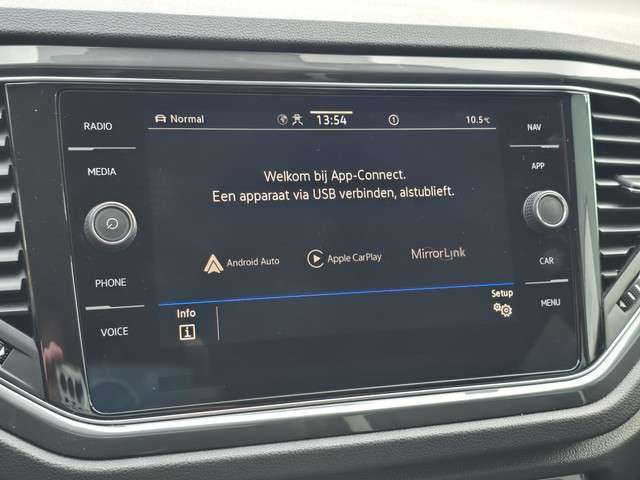 RADIO
MEDIA
PHONE
VOICE
Normal 13:54 1 10.5°C
Welkom bij App-Connect.
Een apparaat via USB verbinden, alstublieft.
Android Auto Apple CarPlay MirrorLink
Info
i
Setup
NAV
APP
CAR
MENU